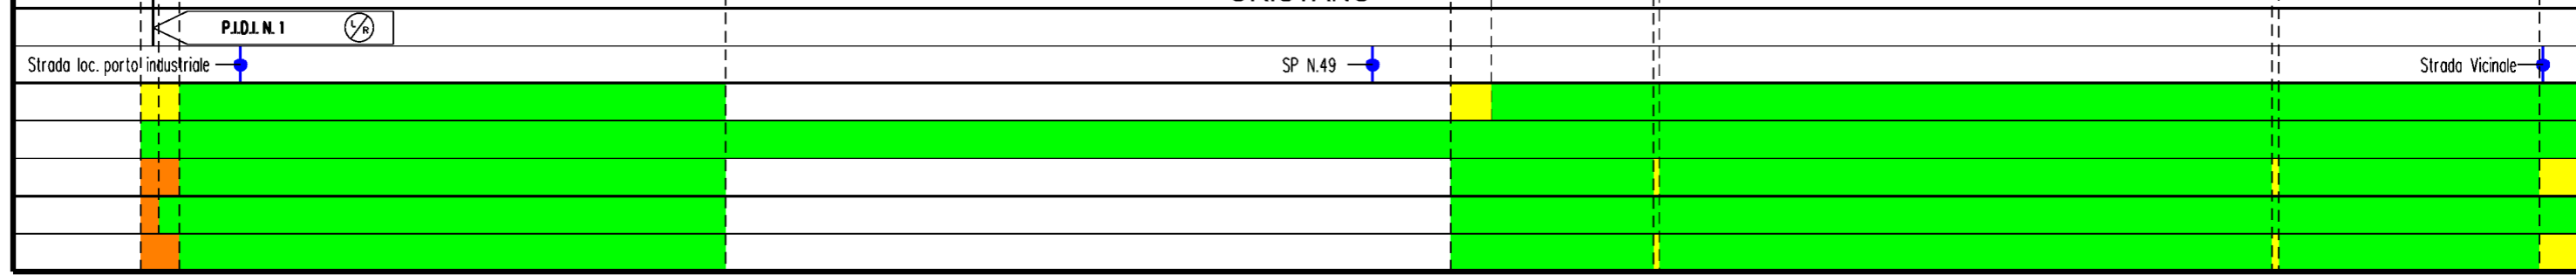 P.I.D.I. N. 1 L/R
Strada loc. porto industriale
SP N.49
Strada Vicinale